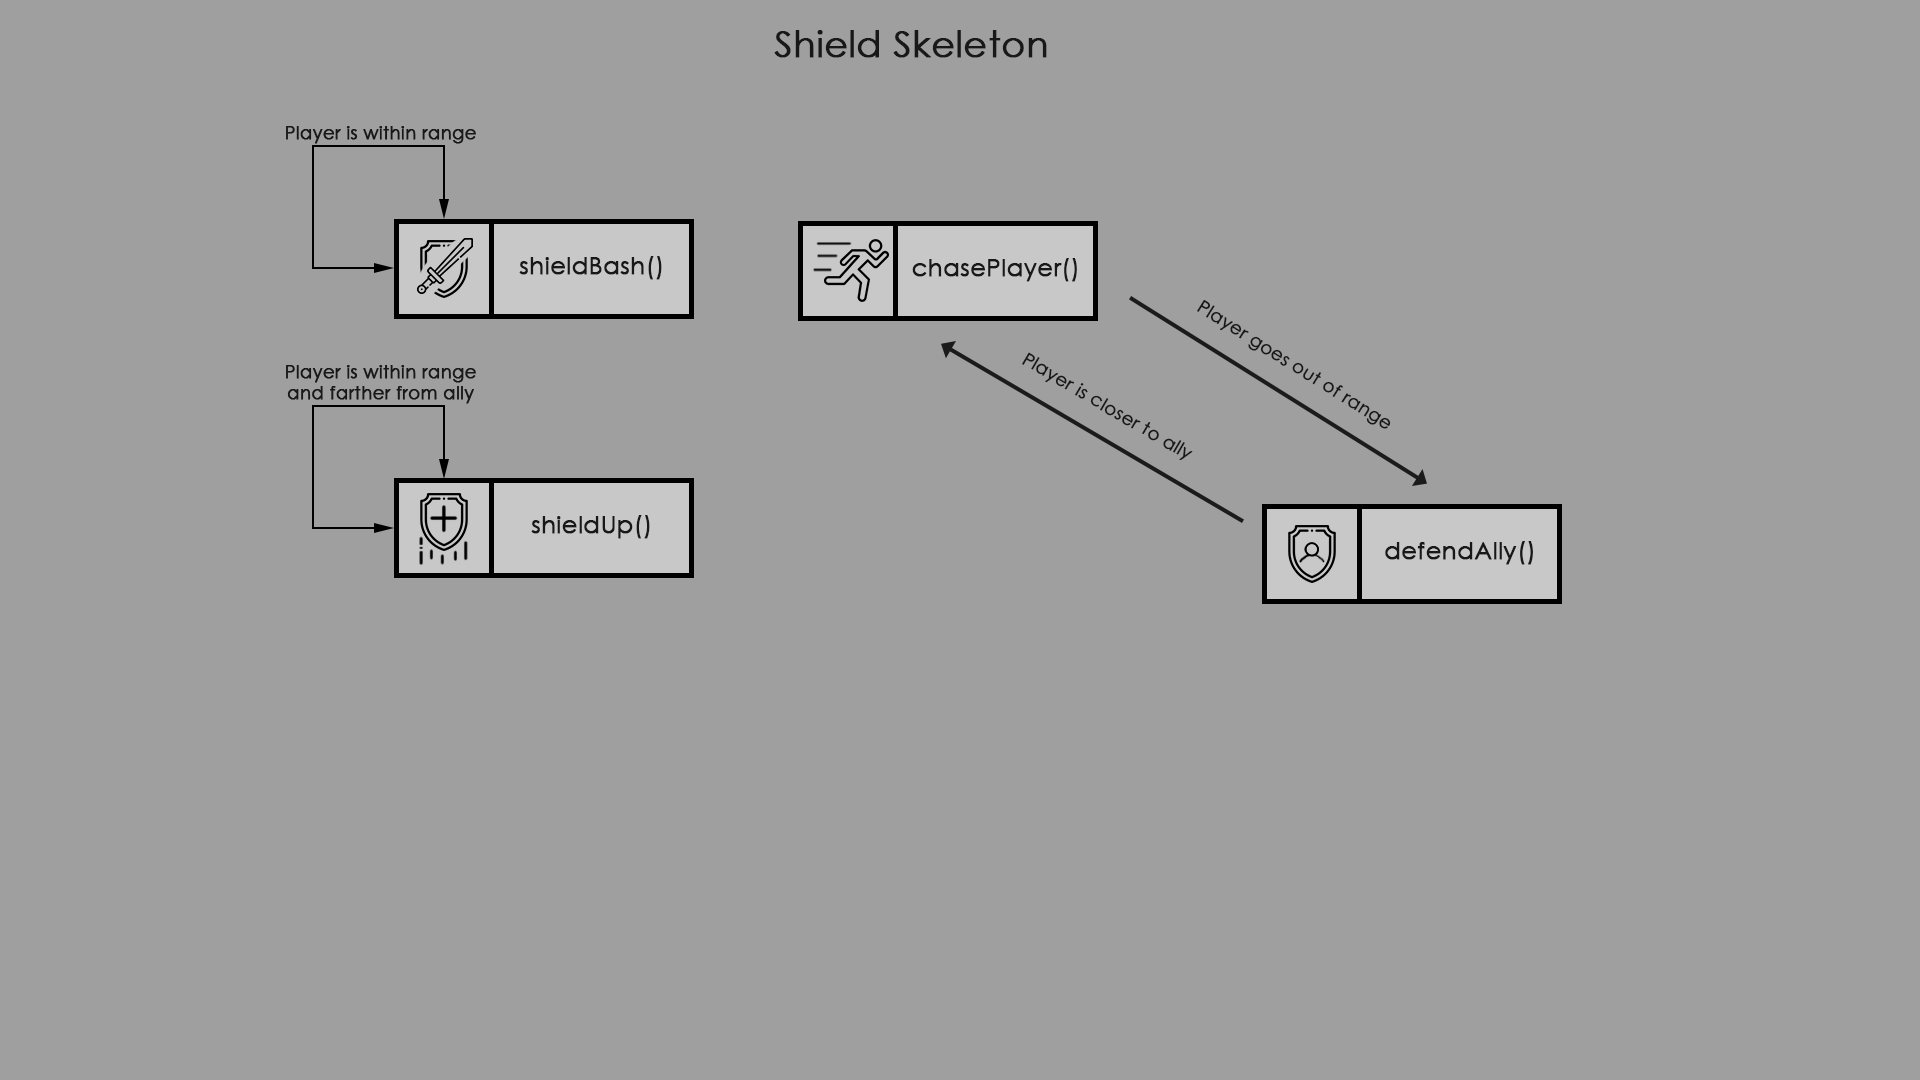 Shield Skeleton
Player is within range
shieldBash()
chasePlayer()
Player goes out of range
Player is closer to ally
Player is within range
and farther from ally
shieldUp()
defendAlly()